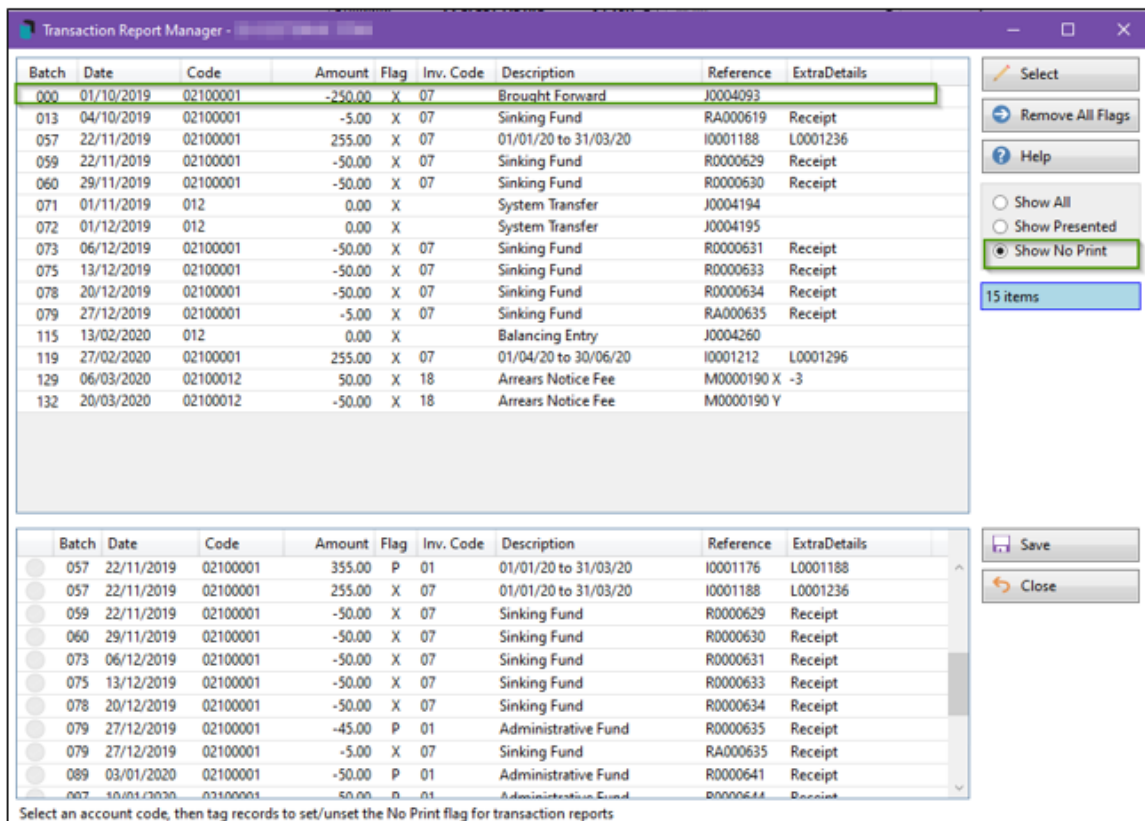 Transaction Report Manager -
Batch Date Code Amount Flag Inv. Code Description Reference ExtraDetails
000 01/10/2019 02100001 -250.00 X 07 Brought Forward J0004093
013 04/10/2019 02100001 -5.00 X 07 Sinking Fund RA000619 Receipt
057 22/11/2019 02100001 255.00 X 07 01/01/20 to 31/03/20 I0001188 L0001236
059 22/11/2019 02100001 -50.00 X 07 Sinking Fund R0000629 Receipt
060 29/11/2019 02100001 -50.00 X 07 Sinking Fund R0000630 Receipt
071 01/11/2019 012 0.00 X System Transfer J0004194
072 01/12/2019 012 0.00 X System Transfer J0004195
073 06/12/2019 02100001 -50.00 X 07 Sinking Fund R0000631 Receipt
075 13/12/2019 02100001 -50.00 X 07 Sinking Fund R0000633 Receipt
078 20/12/2019 02100001 -50.00 X 07 Sinking Fund R0000634 Receipt
079 27/12/2019 02100001 -5.00 X 07 Sinking Fund RA000635 Receipt
115 13/02/2020 012 0.00 X Balancing Entry J0004260
119 27/02/2020 02100001 255.00 X 07 01/04/20 to 30/06/20 I0001212 L0001296
129 06/03/2020 02100012 50.00 X 18 Arrears Notice Fee M0000190 X -3
132 20/03/2020 02100012 -50.00 X 18 Arrears Notice Fee M0000190 Y
Select
Remove All Flags
Help
Show All
Show Presented
Show No Print
15 items
Batch Date Code Amount Flag Inv. Code Description Reference ExtraDetails
057 22/11/2019 02100001 355.00 P 01 01/01/20 to 31/03/20 I0001176 L0001188
057 22/11/2019 02100001 255.00 X 07 01/01/20 to 31/03/20 I0001188 L0001236
059 22/11/2019 02100001 -50.00 X 07 Sinking Fund R0000629 Receipt
060 29/11/2019 02100001 -50.00 X 07 Sinking Fund R0000630 Receipt
073 06/12/2019 02100001 -50.00 X 07 Sinking Fund R0000631 Receipt
075 13/12/2019 02100001 -50.00 X 07 Sinking Fund R0000633 Receipt
078 20/12/2019 02100001 -50.00 X 07 Sinking Fund R0000634 Receipt
079 27/12/2019 02100001 -45.00 P 01 Administrative Fund R0000635 Receipt
079 27/12/2019 02100001 -5.00 X 07 Sinking Fund RA000635 Receipt
089 03/01/2020 02100001 -50.00 P 01 Administrative Fund R0000641 Receipt
097 10/01/2020 02100001 -50.00 P 01 Administrative Fund R0000644 Receipt
Save
Close
Select an account code, then tag records to set/unset the No Print flag for transaction reports